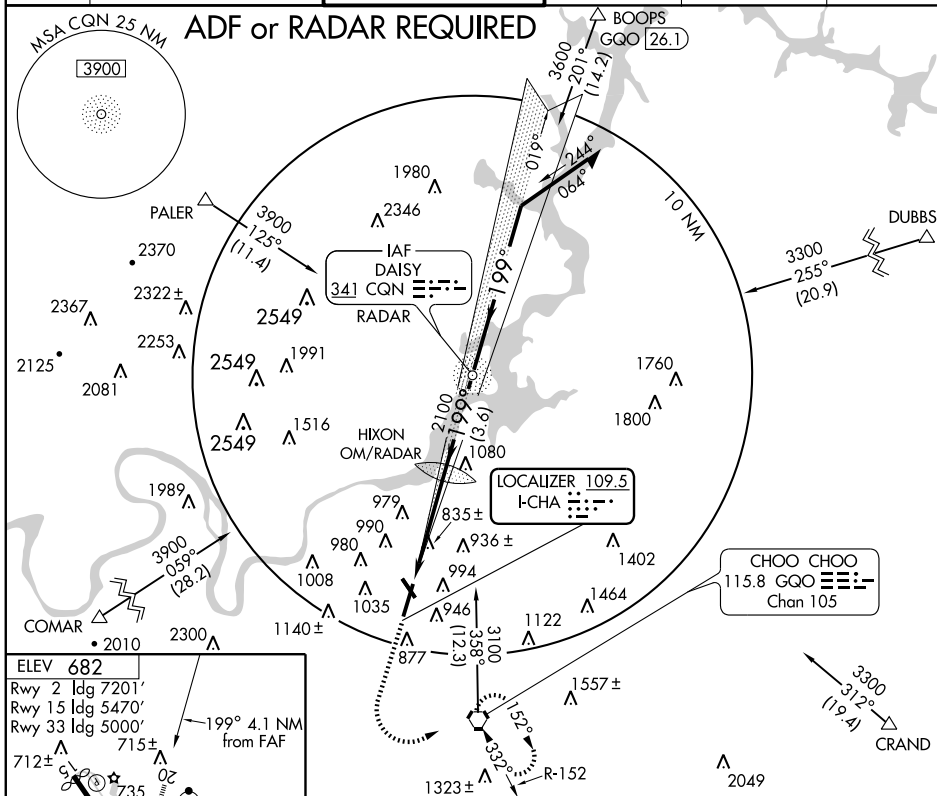 ADF or RADAR REQUIRED
MSA CQN 25 NM
3900
BOOPS
GQO 26.1
3600
201°
(14.2)
019°
244°
064°
10 NM
1980
2346
PALER
3900
125°
(11.4)
DUBBS
3300
255°
(20.9)
2370
IAF
DAISY
341 CQN
RADAR
199°
2367
2322 ±
2549
2253
2125
2081
2549
1991
1760
1800
2100
199°
(3.6)
2549
1516
HIXON
OM/RADAR
1080
LOCALIZER 109.5
I-CHA
1989
979
835 ±
990
936 ±
980
1402
3900
059°
(28.2)
1008
994
CHOO CHOO
115.8 GQO
Chan 105
1035
1464
COMAR
1140 ±
946
1122
2010
2300
877
3100
358°
(12.3)
ELEV 682
Rwy 2 ldg 7201'
Rwy 15 ldg 5470'
Rwy 33 ldg 5000'
199° 4.1 NM
from FAF
1557 ±
3300
312°
(19.4)
CRAND
152°
332°
R-152
712 ±
715 ±
1323 ±
2049
15
20
735